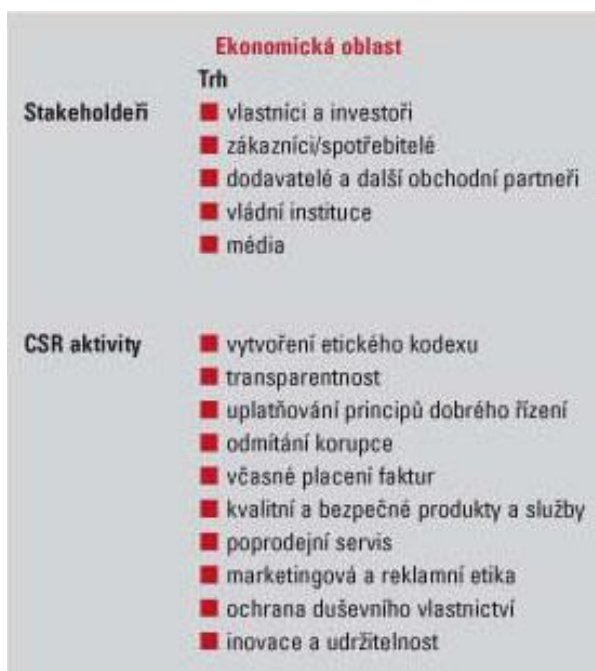 Ekonomická oblast
Trh
Stakeholdeři
vlastníci a investoři
zákazníci/spotřebitelé
dodavatelé a další obchodní partneři
vládní instituce
média
CSR aktivity
vytvoření etického kodexu
transparentnost
uplatňování principů dobrého řízení
odmítání korupce
včasné placení faktur
kvalitní a bezpečné produkty a služby
poprodejní servis
marketingová a reklamní etika
ochrana duševního vlastnictví
inovace a udržitelnost